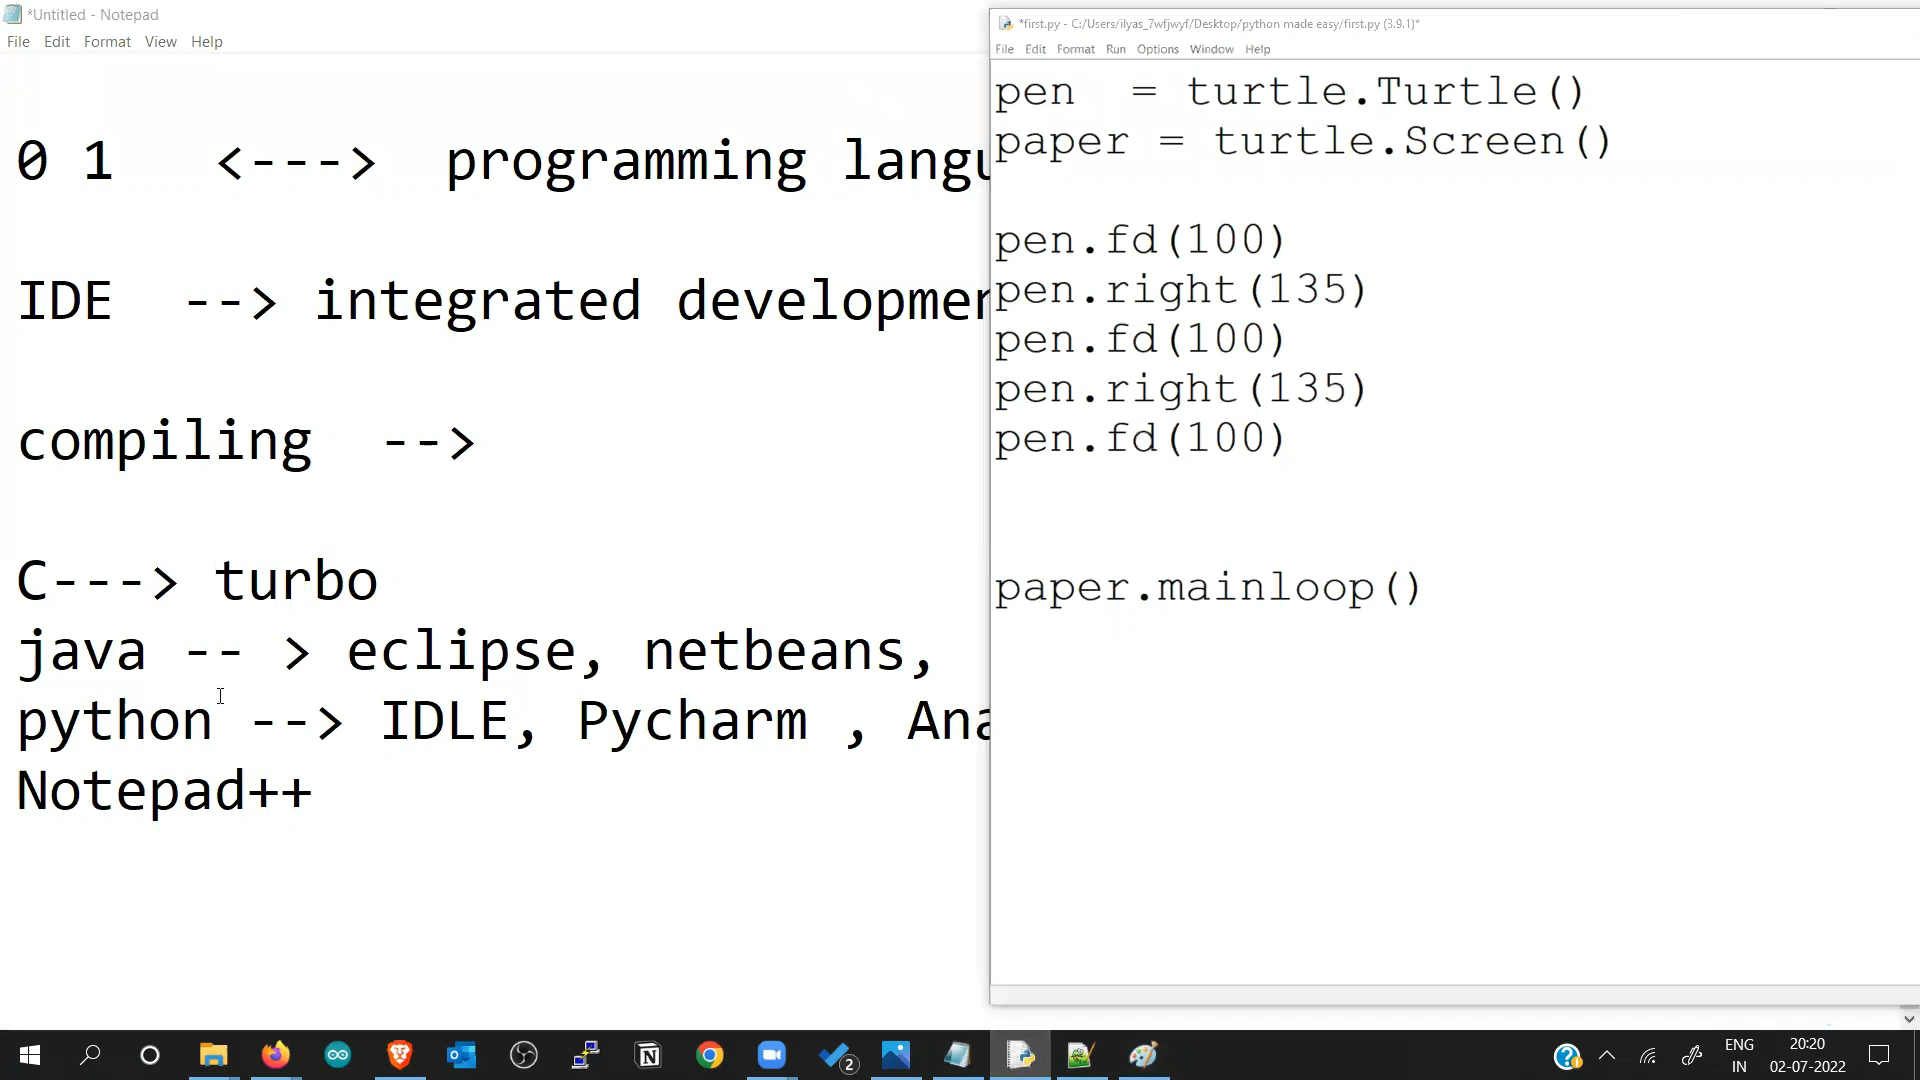 *Untitled - Notepad
File Edit Format View Help
0 1 <---> programming langu
IDE --> integrated developmen
compiling -->
C---> turbo
java -- > eclipse, netbeans,
python --> IDLE, Pycharm , Ana
Notepad++
*first.py - C:/Users/ilyas_7wfjwyf/Desktop/python made easy/first.py (3.9.1)*
File Edit Format Run Options Window Help
pen = turtle.Turtle()
paper = turtle.Screen()
pen.fd(100)
pen.right(135)
pen.fd(100)
pen.right(135)
pen.fd(100)
paper.mainloop()
2
ENG
IN
20:20
02-07-2022